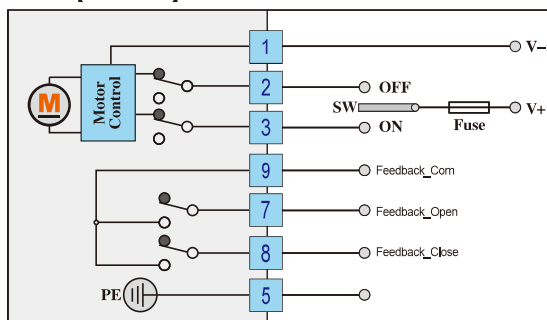 1
V−
2
OFF
M
Motor
Control
SW
V+
3
ON
Fuse
9
Feedback_Com
7
Feedback_Open
8
Feedback_Close
PE
5